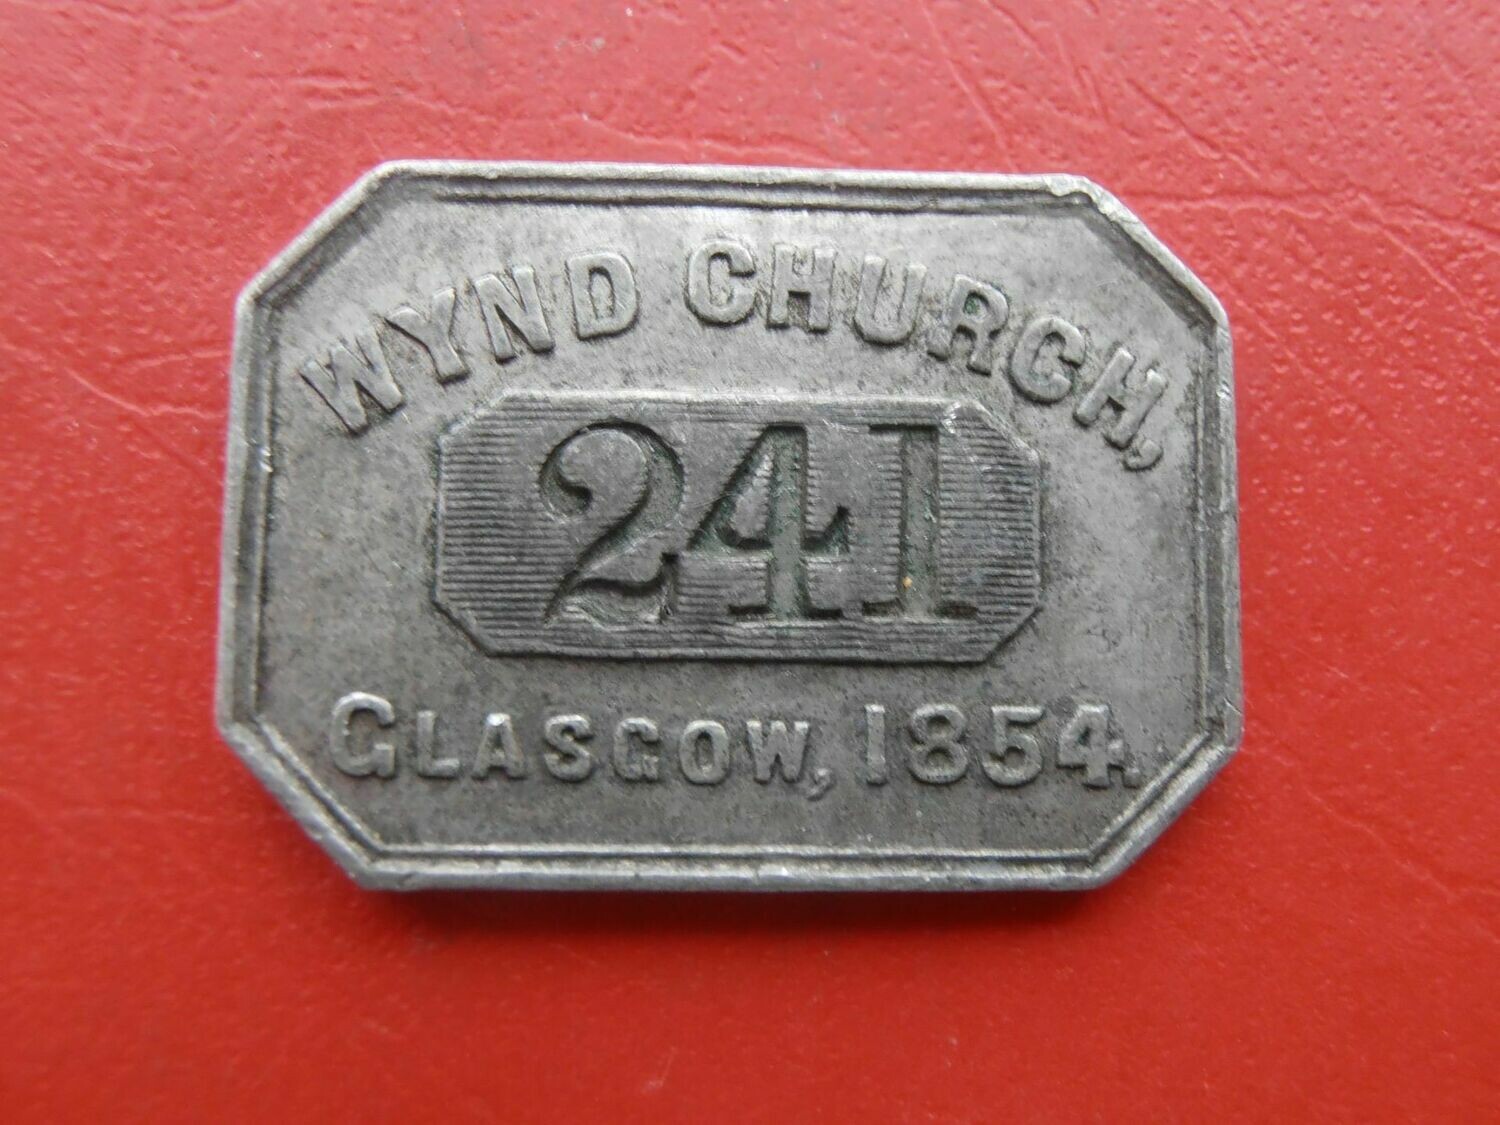 WYND CHURCH,
241
GLASGOW, 1854.